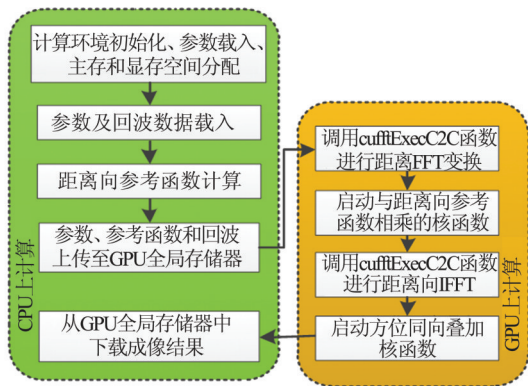 计算环境初始化、参数载入、
主存和显存空间分配
参数及回波数据载入
距离向参考函数计算
参数、参考函数和回波
上传至GPU全局存储器
从GPU全局存储器中
下载成像结果
CPU上计算
调用cufftExecC2C函数
进行距离FFT变换
启动与距离向参考
函数相乘的核函数
调用cufftExecC2C函数
进行距离向IFFT
启动方位同向叠加
核函数
GPU上计算